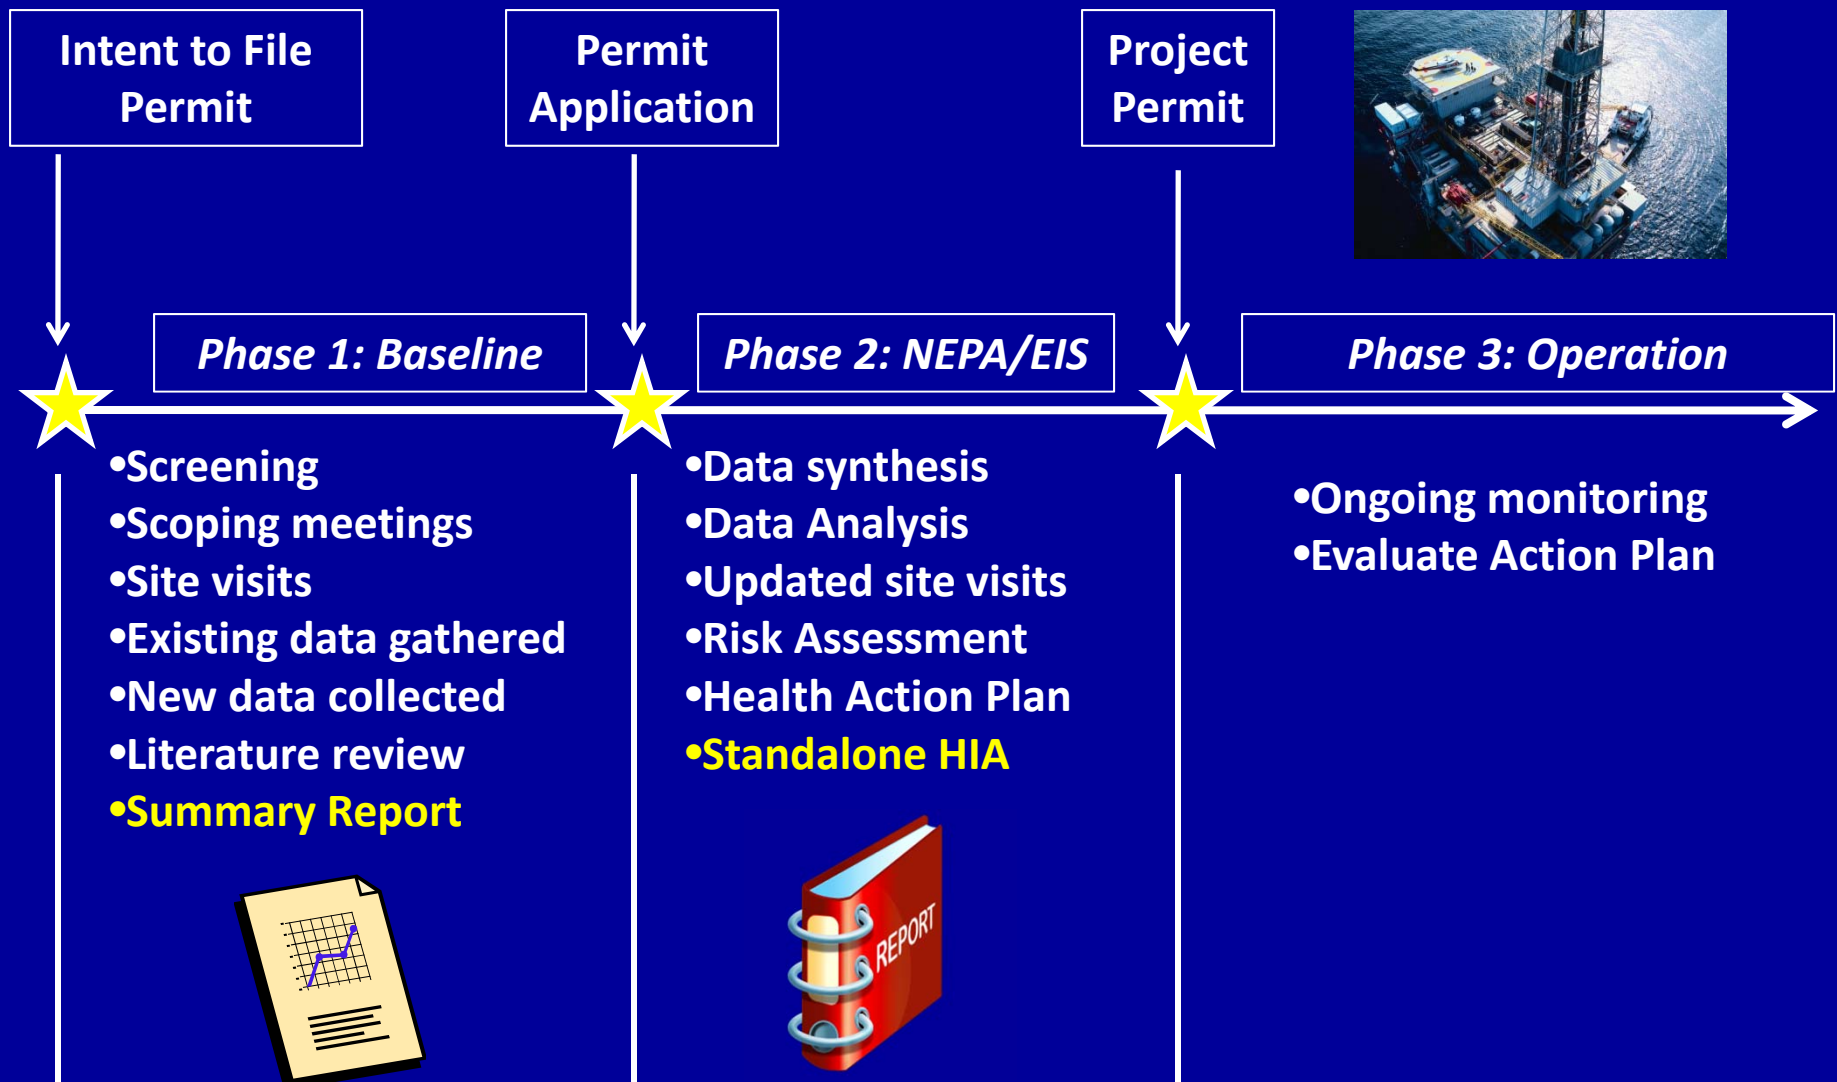 Intent to File
Permit
Permit
Application
Project
Permit
Phase 1: Baseline
Phase 2: NEPA/EIS
Phase 3: Operation
•Screening
•Scoping meetings
•Site visits
•Existing data gathered
•New data collected
•Literature review
•Summary Report
•Data synthesis
•Data Analysis
•Updated site visits
•Risk Assessment
•Health Action Plan
•Standalone HIA
REPORT
•Ongoing monitoring
•Evaluate Action Plan